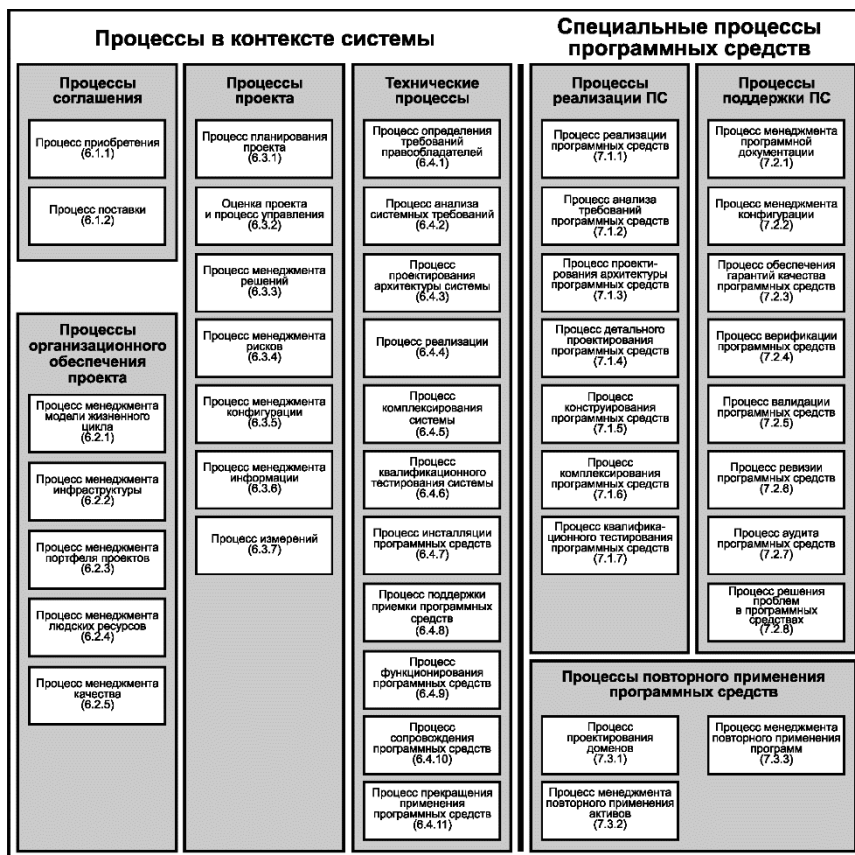 Процессы в контексте системы
Специальные процессы
программных средств
Процессы
соглашения
Процесс приобретения
(6.1.1)
Процесс поставки
(6.1.2)
Процессы
организационного
обеспечения
проекта
Процесс менеджмента
модели жизненного
цикла
(6.2.1)
Процесс менеджмента
инфраструктуры
(6.2.2)
Процесс менеджмента
портфеля проектов
(6.2.3)
Процесс менеджмента
людских ресурсов
(6.2.4)
Процесс менеджмента
качества
(6.2.5)
Процессы
проекта
Процесс планирования
проекта
(6.3.1)
Оценка проекта
и процесс управления
(6.3.2)
Процесс менеджмента
решений
(6.3.3)
Процесс менеджмента
рисков
(6.3.4)
Процесс менеджмента
конфигурации
(6.3.5)
Процесс менеджмента
информации
(6.3.6)
Процесс измерений
(6.3.7)
Технические
процессы
Процесс определения
требований
правообладателей
(6.4.1)
Процесс анализа
системных требований
(6.4.2)
Процесс
проектирования
архитектуры системы
(6.4.3)
Процесс реализации
(6.4.4)
Процесс
комплексирования
системы
(6.4.5)
Процесс
квалификационного
тестирования системы
(6.4.6)
Процесс инсталляции
программных средств
(6.4.7)
Процесс поддержки
приемки программных
средств
(6.4.8)
Процесс
функционирования
программных средств
(6.4.9)
Процесс
сопровождения
программных средств
(6.4.10)
Процесс прекращения
применения
программных средств
(6.4.11)
Процессы
реализации ПС
Процесс реализации
программных средств
(7.1.1)
Процесс анализа
требований
программных средств
(7.1.2)
Процесс проекти-
рования архитектуры
программных средств
(7.1.3)
Процесс детального
проектирования
программных средств
(7.1.4)
Процесс
конструирования
программных средств
(7.1.5)
Процесс
комплексирования
программных средств
(7.1.6)
Процесс квалифика-
ционного тестирования
программных средств
(7.1.7)
Процессы
поддержки ПС
Процесс менеджмента
программной
документации
(7.2.1)
Процесс менеджмента
конфигурации
(7.2.2)
Процесс обеспечения
гарантий качества
программных средств
(7.2.3)
Процесс верификации
программных средств
(7.2.4)
Процесс валидации
программных средств
(7.2.5)
Процесс ревизии
программных средств
(7.2.6)
Процесс аудита
программных средств
(7.2.7)
Процесс решения
проблем
в программных
средствах
(7.2.8)
Процессы повторного применения
программных средств
Процесс
проектирования
доменов
(7.3.1)
Процесс менеджмента
повторного применения
активов
(7.3.2)
Процесс менеджмента
повторного применения
программ
(7.3.3)